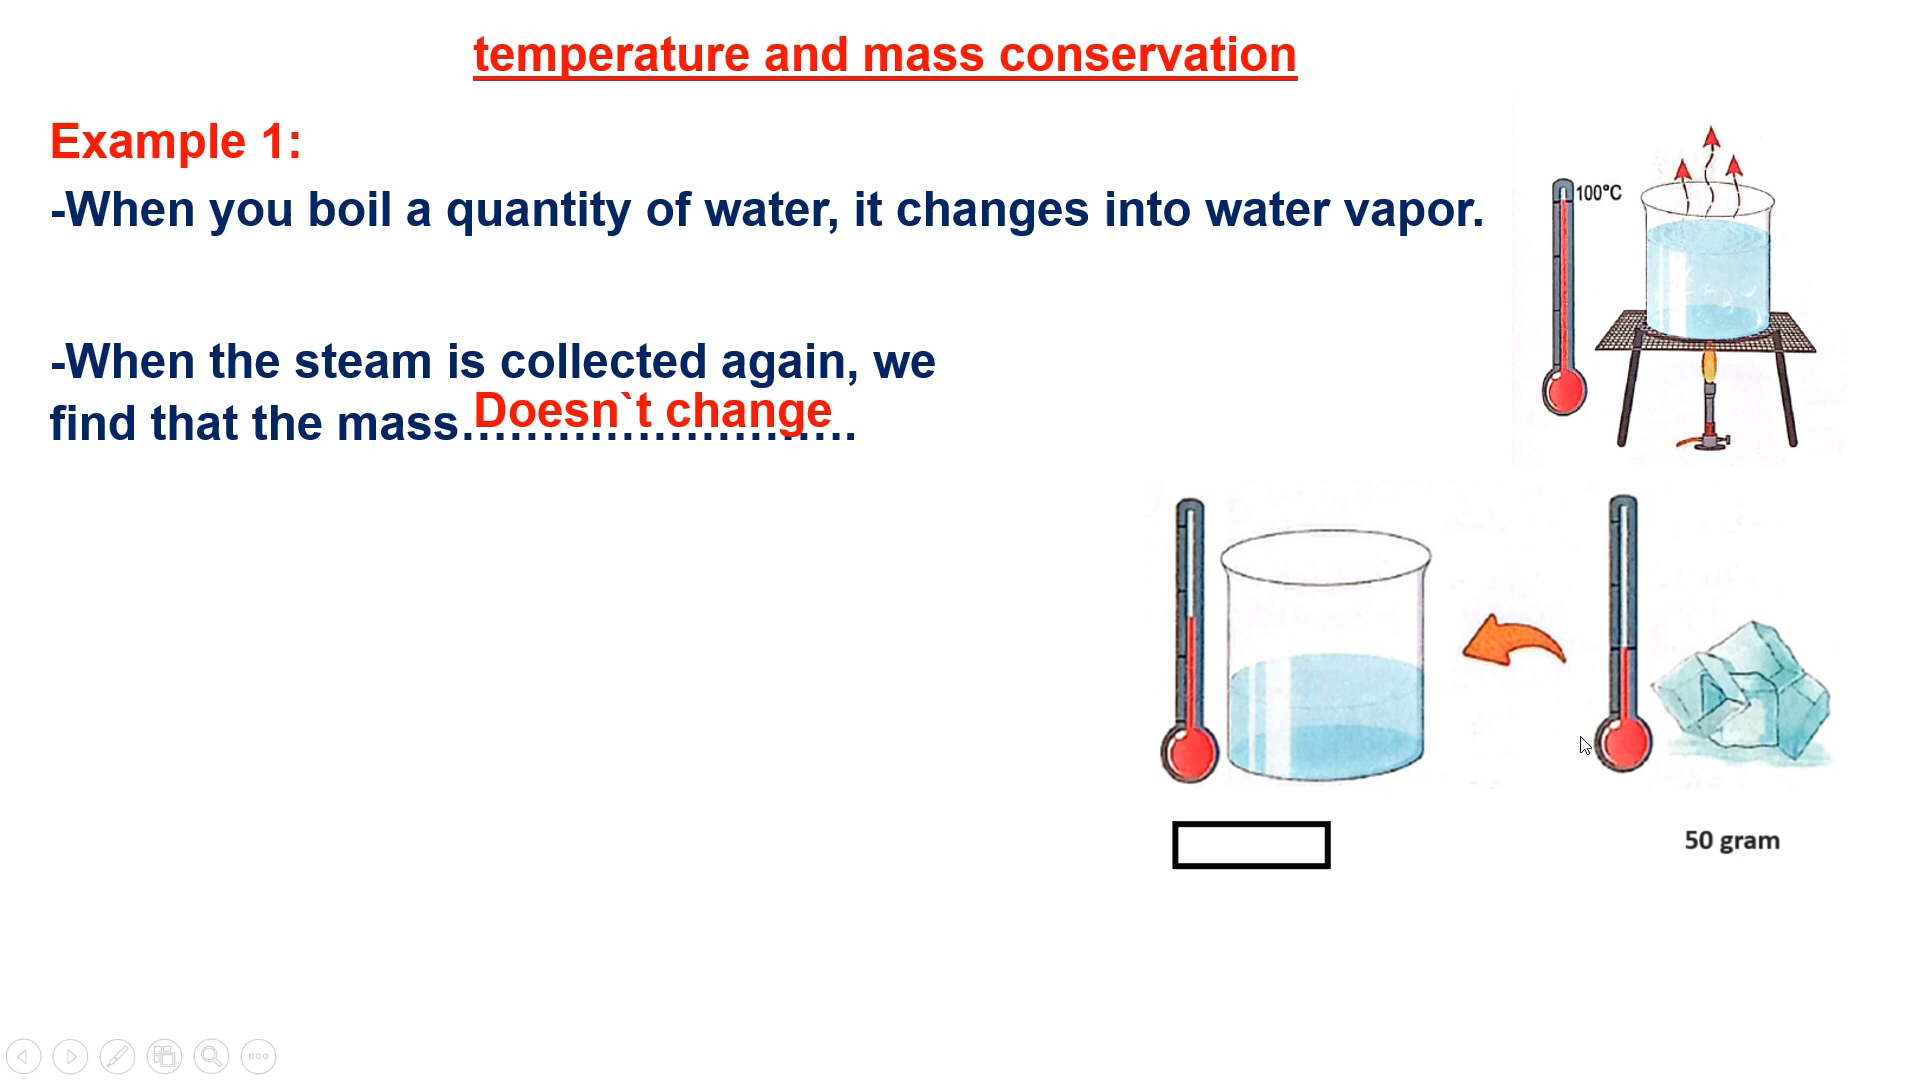 temperature and mass conservation
Example 1:
-When you boil a quantity of water, it changes into water vapor.
100°C
-When the steam is collected again, we
find that the mass.........................
Doesn`t change
50 gram